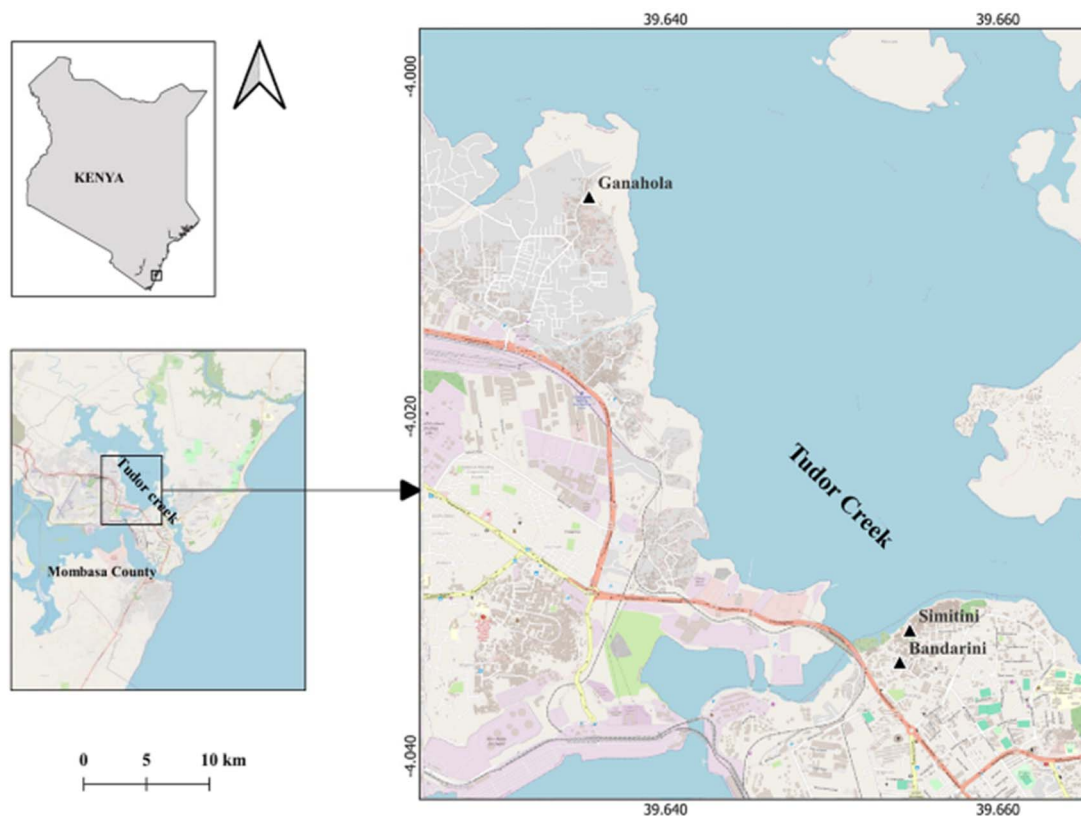 39.640
39.660
-4.000
KENYA
Ganahola
-4.020
Tudor creek
Tudor Creek
Mombasa County
Simitini
Bandarini
0
5
10 km
-4.040
39.640
39.660